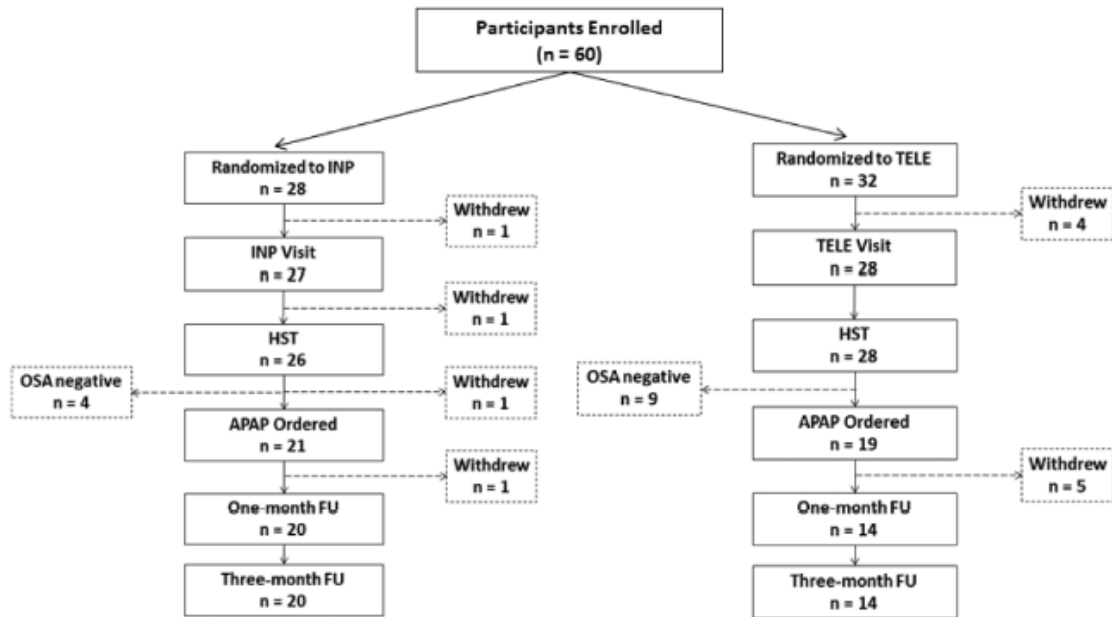 Participants Enrolled
(n = 60)
Randomized to INP
n = 28
Withdrew
n = 1
INP Visit
n = 27
Withdrew
n = 1
HST
n = 26
OSA negative
n = 4
Withdrew
n = 1
APAP Ordered
n = 21
Withdrew
n = 1
One-month FU
n = 20
Three-month FU
n = 20
Randomized to TELE
n = 32
Withdrew
n = 4
TELE Visit
n = 28
HST
n = 28
OSA negative
n = 9
APAP Ordered
n = 19
Withdrew
n = 5
One-month FU
n = 14
Three-month FU
n = 14